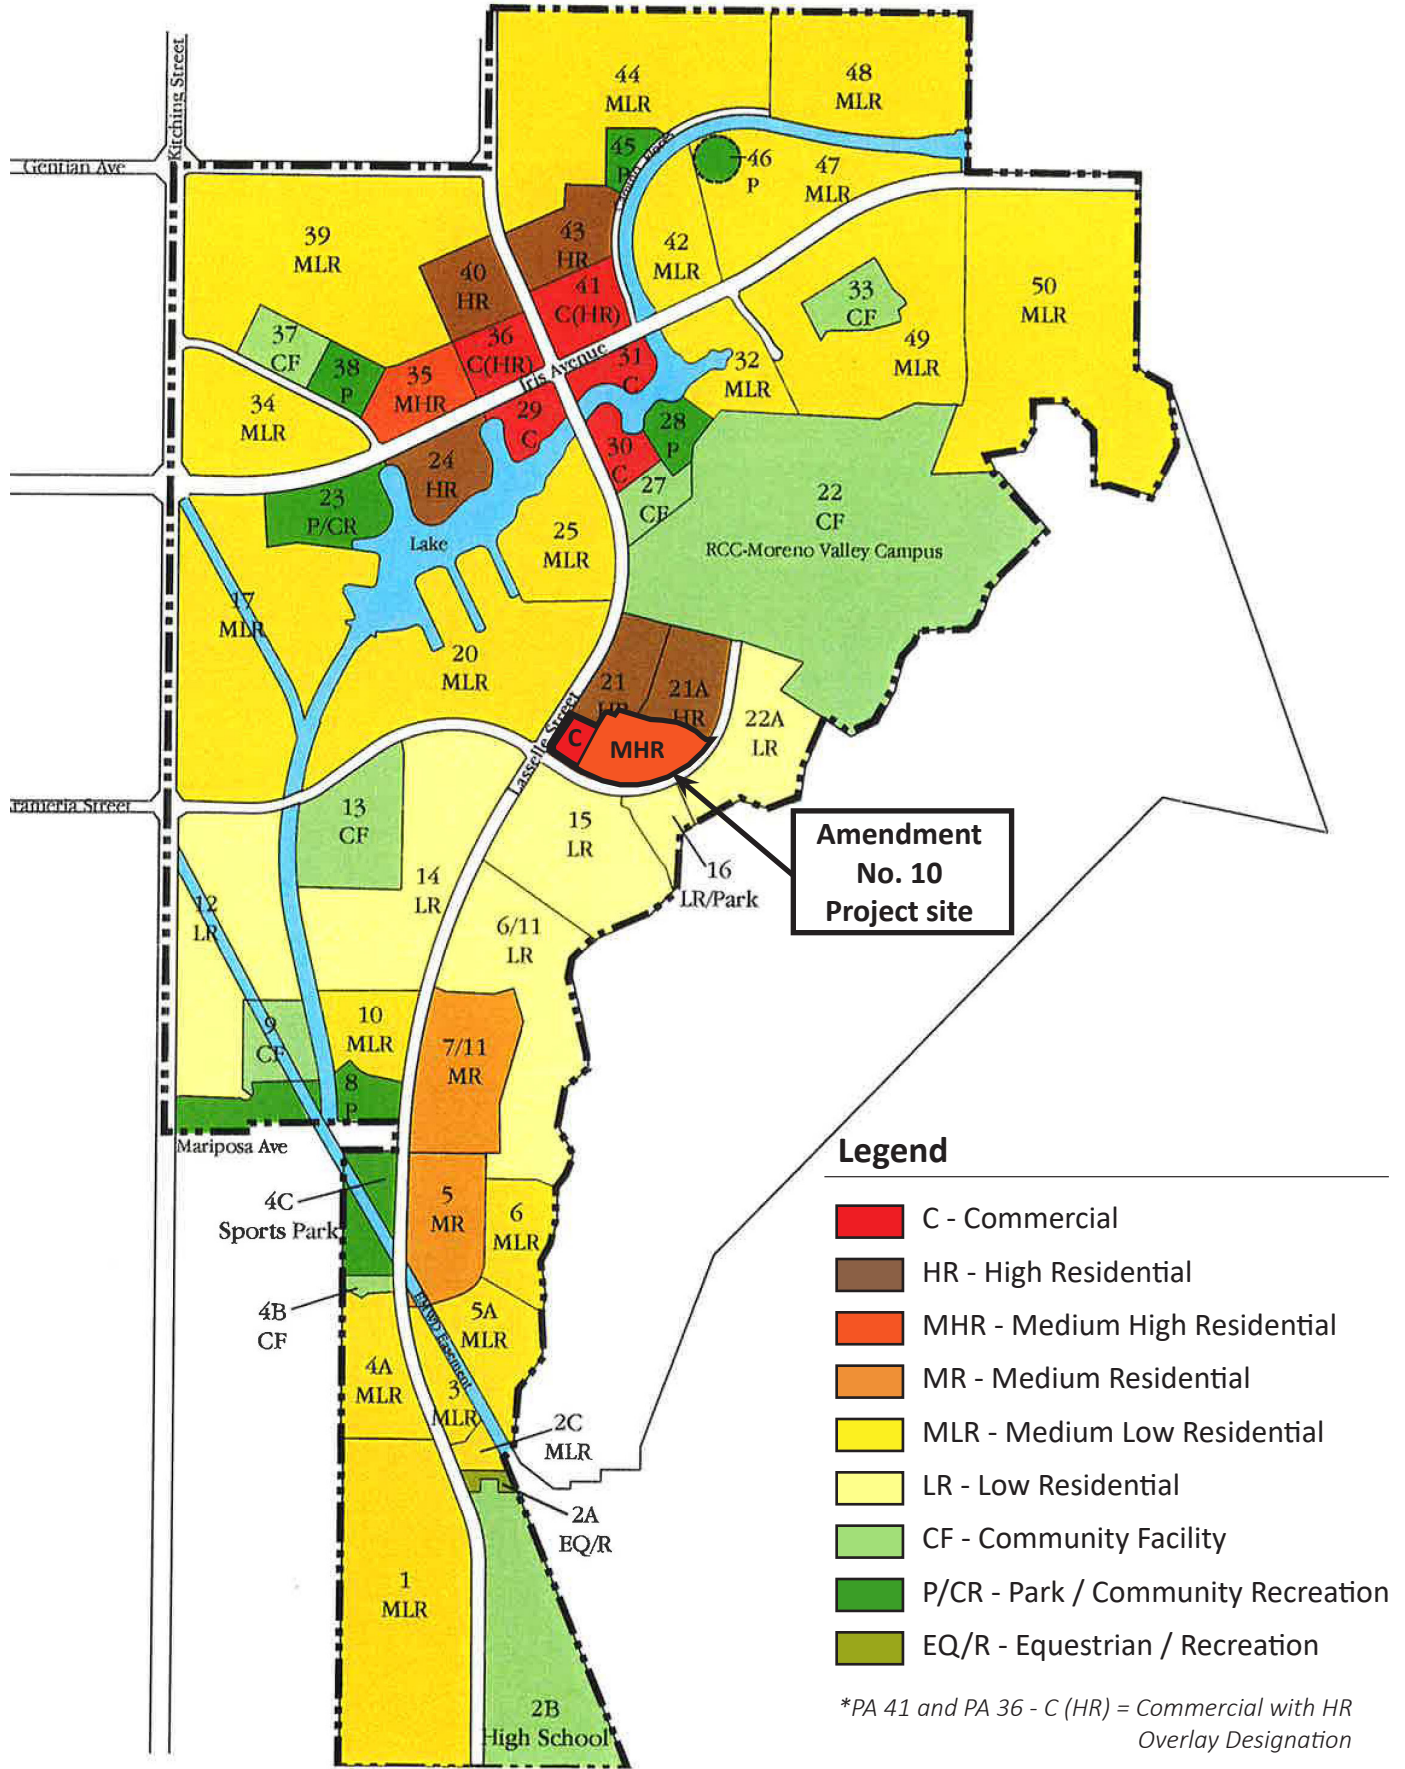 Kitching Street
Gentian Ave
44
MLR
48
MLR
45
P
46
P
47
MLR
39
MLR
43
HR
42
MLR
40
HR
41
C(HR)
33
CF
50
MLR
37
CF
38
P
36
C(HR)
35
MHR
Iris Avenue
31
C
32
MLR
49
MLR
34
MLR
29
C
30
C
28
P
24
HR
27
CF
23
P/CR
22
CF
RCC-Moreno Valley Campus
Lake
25
MLR
17
MLR
20
MLR
21
HR
21A
HR
22A
LR
C
MHR
Lasselle Street
13
CF
15
LR
Amendment
No. 10
Project site
14
LR
16
LR/Park
12
LR
6/11
LR
9
CF
10
MLR
7/11
MR
8
P
Mariposa Ave
4C
Sports Park
5
MR
6
MLR
4B
CF
5A
MLR
EMWD Easement
4A
MLR
3
MLR
2C
MLR
2A
EQ/R
1
MLR
2B
High School
Legend
C - Commercial
HR - High Residential
MHR - Medium High Residential
MR - Medium Residential
MLR - Medium Low Residential
LR - Low Residential
CF - Community Facility
P/CR - Park / Community Recreation
EQ/R - Equestrian / Recreation
*PA 41 and PA 36 - C (HR) = Commercial with HR
Overlay Designation